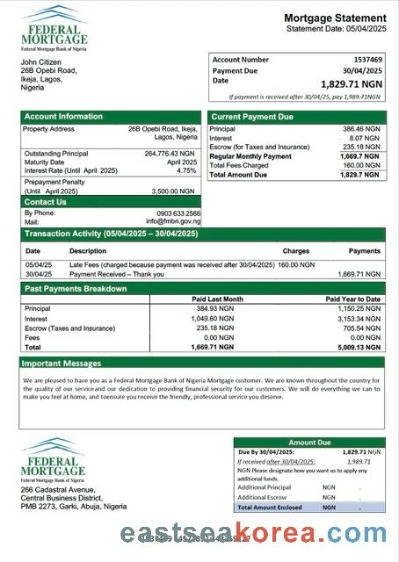 FEDERAL
MORTGAGE
Federal Mortgage Bank of Nigeria
Mortgage Statement
Statement Date: 05/04/2025
John Citizen
26B Opebi Road,
Ikeja, Lagos,
Nigeria
Account Number 1537469
Payment Due 30/04/2025
Date
1,829.71 NGN
If payment is received after 30/04/25, pay 1,989.71NGN
Account Information
Property Address 26B Opebi Road, Ikeja,
Lagos, Nigeria
Outstanding Principal 264,776.43 NGN
Maturity Date April 2025
Interest Rate (Until April 2025) 4.75%
Prepayment Penalty
(Until April 2025) 3,500.00 NGN
Contact Us
By Phone: 0903 633 2566
Mail: info@fmbn.gov.ng
Current Payment Due
Principal 386.46 NGN
Interest 8.07 NGN
Escrow (for Taxes and Insurance) 235.18 NGN
Regular Monthly Payment 1,669.7 NGN
Total Fees Charged 160.00 NGN
Total Amount Due 1,829.7 NGN
Transaction Activity (05/04/2025 – 30/04/2025)
Date Description Charges Payments
05/04/25 Late Fees (charged because payment was received after 30/04/2025) 160.00 NGN
30/04/25 Payment Received – Thank you 1,669.71 NGN
Past Payments Breakdown
Paid Last Month Paid Year to Date
Principal 384.93 NGN 1,150.25 NGN
Interest 1,049.60 NGN 3,153.34 NGN
Escrow (Taxes and Insurance) 235.18 NGN 705.54 NGN
Fees 0.00 NGN 0.00 NGN
Total 1,669.71 NGN 5,009.13 NGN
Important Messages
We are pleased to have you as a Federal Mortgage Bank of Nigeria Mortgage customer. We are known throughout the country for
the quality of our service and our dedication to providing financial security for our customers. We will do everything we can to
make you feel at home, and toensure you receive the friendly, professional service you deserve.
FEDERAL
MORTGAGE
Federal Mortgage Bank of Nigeria
266 Cadastral Avenue,
Central Business District,
PMB 2273, Garki, Abuja, Nigeria
Amount Due
Due By 30/04/2025: 1,829.71 NGN
If received after 30/04/2025: 1,989.71
NGN Please designate how you want us to apply any
additional funds.
Additional Principal NGN .
Additional Escrow NGN .
Total Amount Enclosed NGN .
eastseakorea.com